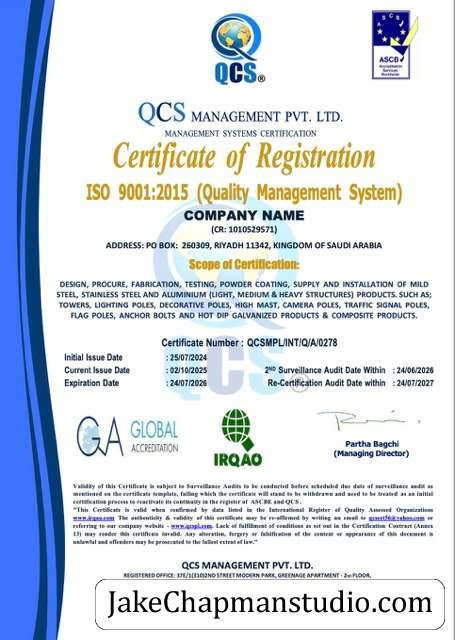 QCS®
ASCB
Accreditation
Services
Worldwide
QCS MANAGEMENT PVT. LTD.
MANAGEMENT SYSTEMS CERTIFICATION
Certificate of Registration
ISO 9001:2015 (Quality Management System)
COMPANY NAME
(CR: 1010529571)
ADDRESS: PO BOX: 260309, RIYADH 11342, KINGDOM OF SAUDI ARABIA
Scope of Certification:
DESIGN, PROCURE, FABRICATION, TESTING, POWDER COATING, SUPPLY AND INSTALLATION OF MILD
STEEL, STAINLESS STEEL AND ALUMINIUM (LIGHT, MEDIUM & HEAVY STRUCTURES) PRODUCTS. SUCH AS;
TOWERS, LIGHTING POLES, DECORATIVE POLES, HIGH MAST, CAMERA POLES, TRAFFIC SIGNAL POLES,
FLAG POLES, ANCHOR BOLTS AND HOT DIP GALVANIZED PRODUCTS & COMPOSITE PRODUCTS.
Certificate Number : QCSMPL/INT/Q/A/0278
Initial Issue Date : 25/07/2024
Current Issue Date : 02/10/2025 2ND Surveillance Audit Date Within : 24/06/2026
Expiration Date : 24/07/2026 Re-Certification Audit Date within : 24/07/2027
QCS®
GA GLOBAL
ACCREDITATION
IRQAO
Partha Bagchi
(Managing Director)
Validity of this Certificate is subject to Surveillance Audits to be conducted before scheduled due date of surveillance audit as
mentioned on the certificate template, failing which the certificate will stand to be withdrawn and need to be treated as an initial
certification process to reactivate its continuity in the register of ASCBE and QCS .
"This Certificate is valid when confirmed by data listed in the International Register of Quality Assessed Organizations
www.irqao.com The authenticity & validity of this certificate may be re-affirmed by writing an email to or
referring to our company website - www.qcspl.com. Lack of fulfilment of conditions as set out in the Certification Contract (Annex
13) may render this certificate invalid. Any alteration, forgery or falsification of the content or appearance of this document is
unlawful and offenders may be prosecuted to the fullest extent of law."
QCS MANAGEMENT PVT. LTD.
REGISTERED OFFICE: 37E/1(E10)2ND STREET MODERN PARK, GREENAGE APARTMENT - 2ND FLOOR,
JakeChapmanstudio.com